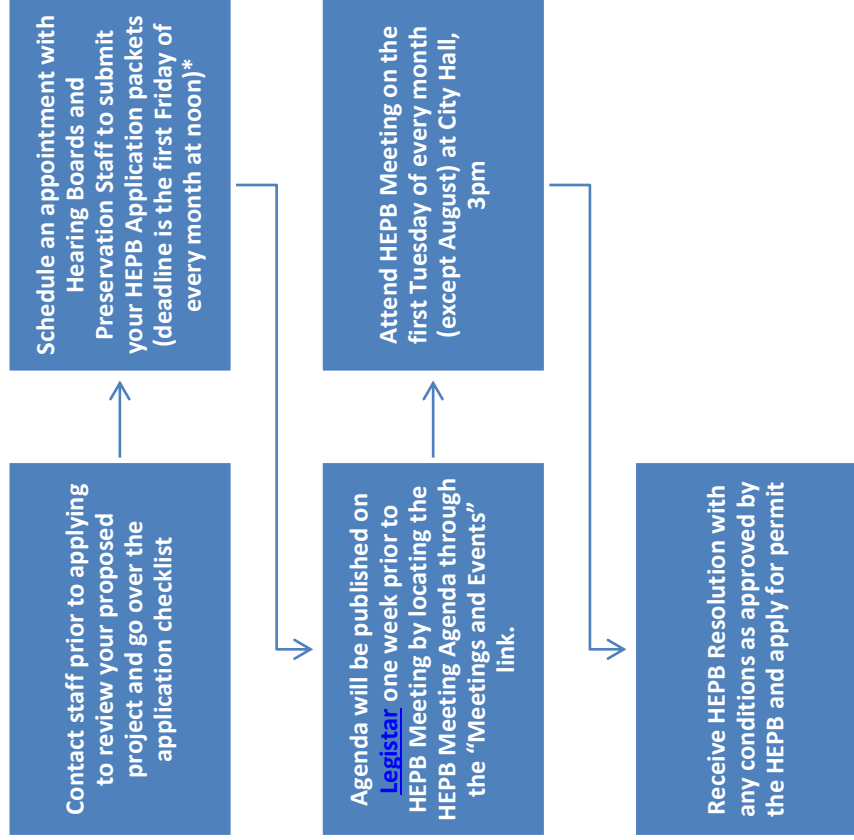 Contact staff prior to applying
to review your proposed
project and go over the
application checklist
Schedule an appointment with
Hearing Boards and
Preservation Staff to submit
your HEPB Application packets
(deadline is the first Friday of
every month at noon)*
Agenda will be published on
Legistar one week prior to
HEPB Meeting by locating the
HEPB Meeting Agenda through
the “Meetings and Events”
link.
Attend HEPB Meeting on the
first Tuesday of every month
(except August) at City Hall,
3pm
Receive HEPB Resolution with
any conditions as approved by
the HEPB and apply for permit